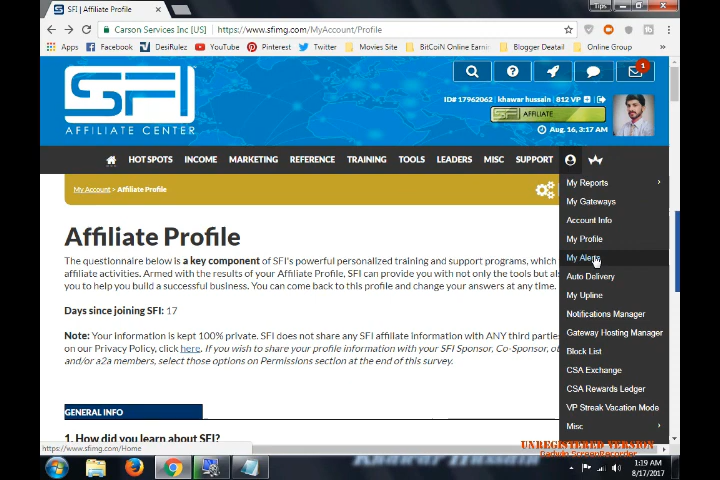 SFI | Affiliate Profile
Tips
Carson Services Inc [US]
https://www.sfimg.com/MyAccount/Profile
Apps
Facebook
DesiRulez
YouTube
Pinterest
Twitter
Movies Site
BitCoiN Online Earnin
Blogger Deatail
Online Group
SFI
AFFILIATE CENTER
1
ID# 17962062
khawar hussain
812 VP
SFI AFFILIATE
Aug. 16, 3:17 AM
HOT SPOTS
INCOME
MARKETING
REFERENCE
TRAINING
TOOLS
LEADERS
MISC
SUPPORT
My Account > Affiliate Profile
My Reports
My Gateways
Account Info
My Profile
My Alerts
Auto Delivery
My Upline
Notifications Manager
Gateway Hosting Manager
Block List
CSA Exchange
CSA Rewards Ledger
VP Streak Vacation Mode
Misc
Affiliate Profile
The questionnaire below is a key component of SFI's powerful personalized training and support programs, which
affiliate activities. Armed with the results of your Affiliate Profile, SFI can provide you with not only the tools but al
you to help you build a successful business. You can come back to this profile and change your answers at any time.
Days since joining SFI: 17
Note: Your information is kept 100% private. SFI does not share any SFI affiliate information with ANY third partie
on our Privacy Policy, click here. If you wish to share your profile information with your SFI Sponsor, Co-Sponsor, ot
and/or a2a members, select those options on Permissions section at the end of this survey.
GENERAL INFO
1. How did you learn about SFI?
https://www.sfimg.com/Home
UNREGISTERED VERSION
1:19 AM
8/17/2017